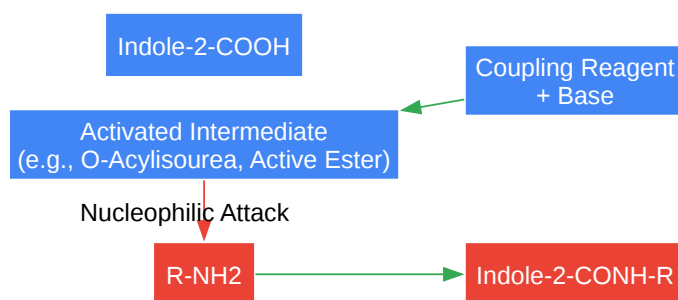 Indole-2-COOH
Coupling Reagent
+ Base
Activated Intermediate
(e.g., O-Acylisourea, Active Ester)
Nucleophilic Attack
R-NH2
Indole-2-CONH-R